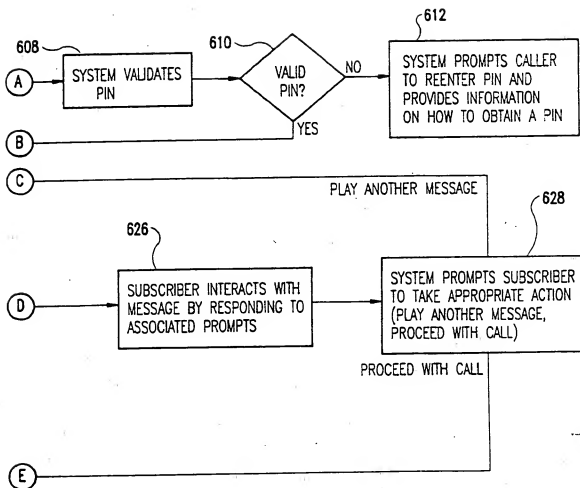 608
610
612
A
SYSTEM VALIDATES
PIN
VALID
PIN?
NO
YES
SYSTEM PROMPTS CALLER
TO REENTER PIN AND
PROVIDES INFORMATION
ON HOW TO OBTAIN A PIN
B
C
PLAY ANOTHER MESSAGE
626
628
D
SUBSCRIBER INTERACTS WITH
MESSAGE BY RESPONDING TO
ASSOCIATED PROMPTS
SYSTEM PROMPTS SUBSCRIBER
TO TAKE APPROPRIATE ACTION
(PLAY ANOTHER MESSAGE,
PROCEED WITH CALL)
PROCEED WITH CALL
E